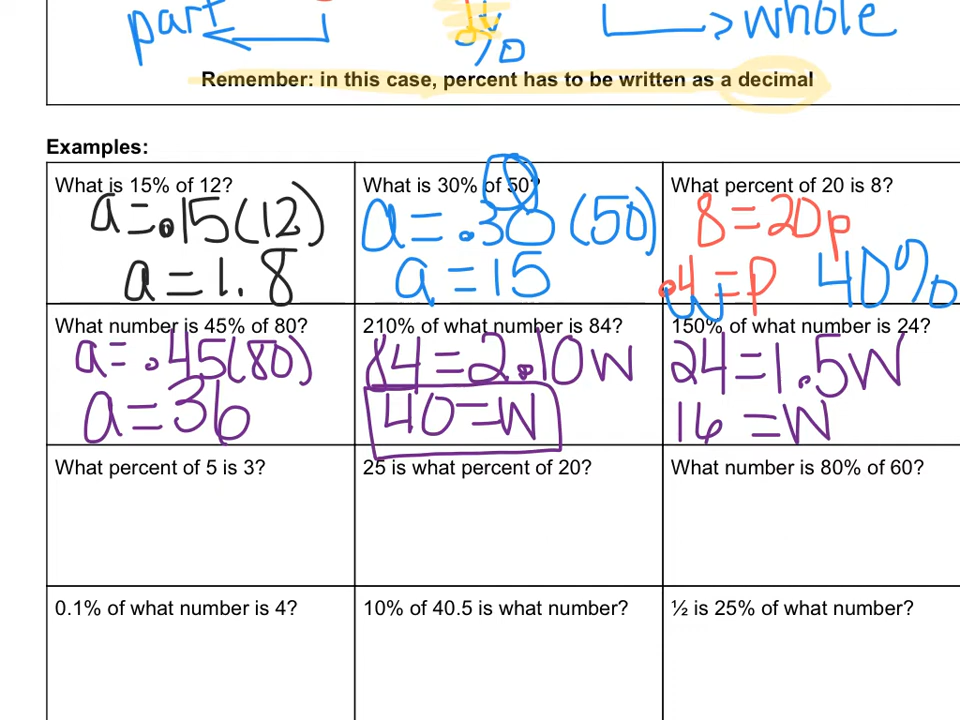 part
%
whole
Remember: in this case, percent has to be written as a decimal
Examples:
What is 15% of 12?
a=.15(12)
a=1.8
What is 30% of 50?
a=.30(50)
a=15
What percent of 20 is 8?
8=20p
.4=p 40%
What number is 45% of 80?
a=.45(80)
a=36
210% of what number is 84?
84=2.10w
40=w
150% of what number is 24?
24=1.5w
16=w
What percent of 5 is 3?
25 is what percent of 20?
What number is 80% of 60?
0.1% of what number is 4?
10% of 40.5 is what number?
½ is 25% of what number?